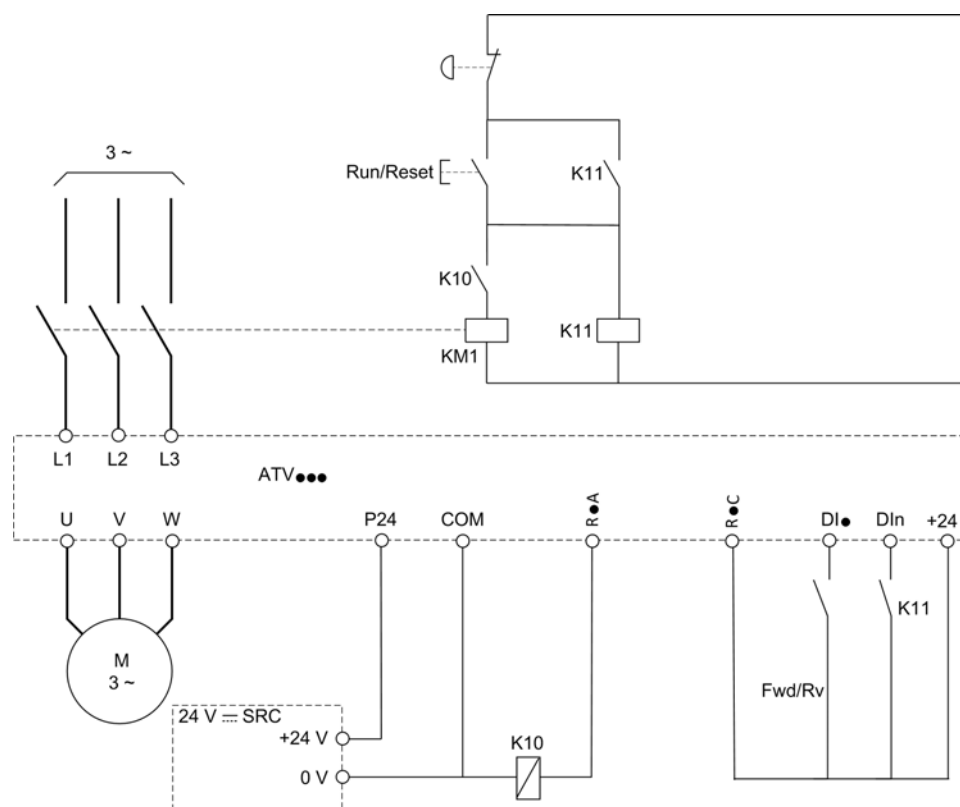 3 ~
Run/Reset
K11
K10
KM1
K11
L1 L2 L3
ATV●●●
U V W
P24 COM R●A R●C DI● DIn +24
K11
M
3 ~
Fwd/Rv
24 V ⎓ SRC
+24 V
K10
0 V